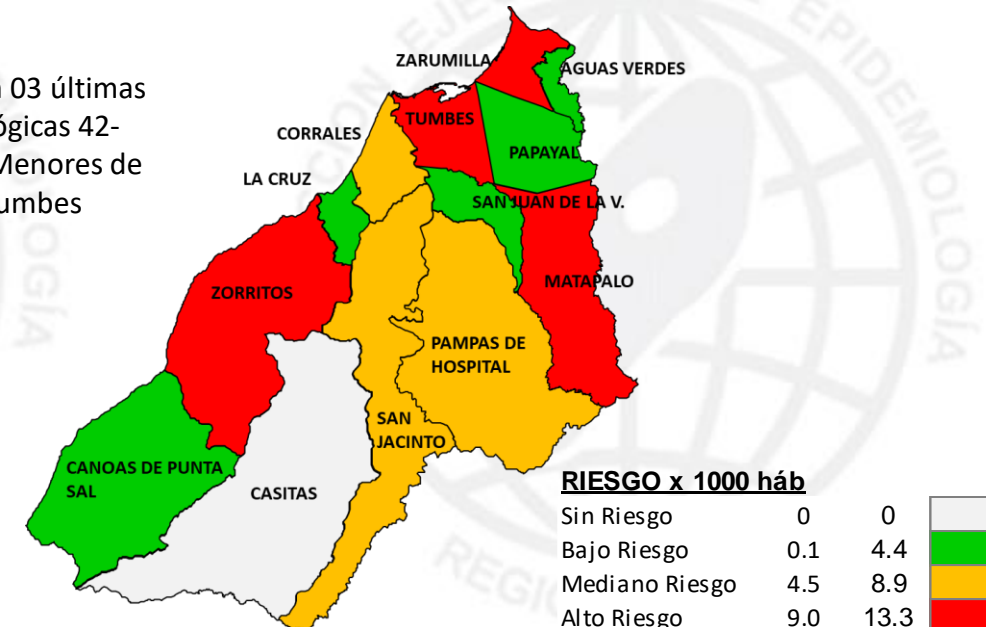 03 últimas
ógicas 42-
Menores de
umbes
ZARUMILLA
AGUAS VERDES
TUMBES
CORRALES
PAPAYAL
LA CRUZ
SAN JUAN DE LA V.
ZORRITOS
MATAPALO
PAMPAS DE
HOSPITAL
SAN
JACINTO
CANOAS DE PUNTA
SAL
CASITAS
RIESGO x 1000 háb
Sin Riesgo 0 0
Bajo Riesgo 0.1 4.4
Mediano Riesgo 4.5 8.9
Alto Riesgo 9.0 13.3
EPIDEMIOLOGÍA